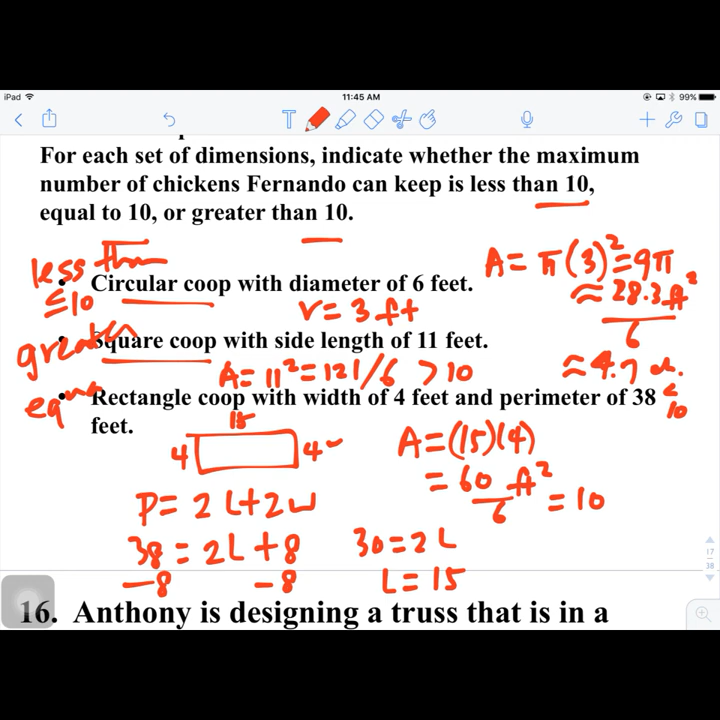 iPad
11:45 AM
99%
T
For each set of dimensions, indicate whether the maximum
number of chickens Fernando can keep is less than 10,
equal to 10, or greater than 10.
less than
≤10
• Circular coop with diameter of 6 feet.
r = 3 ft
A = π(3)²=9π
≈ 28.3 ft²
6
≈ 4.7 ch.
< 10
greater
• Square coop with side length of 11 feet.
A = 11² = 121/6 > 10
equal
• Rectangle coop with width of 4 feet and perimeter of 38
feet.
15
4
4
P = 2L+2W
38 = 2L + 8
-8 -8
30 = 2L
L = 15
A = (15)(4)
= 60 ft²
6
= 10
17
38
16. Anthony is designing a truss that is in a